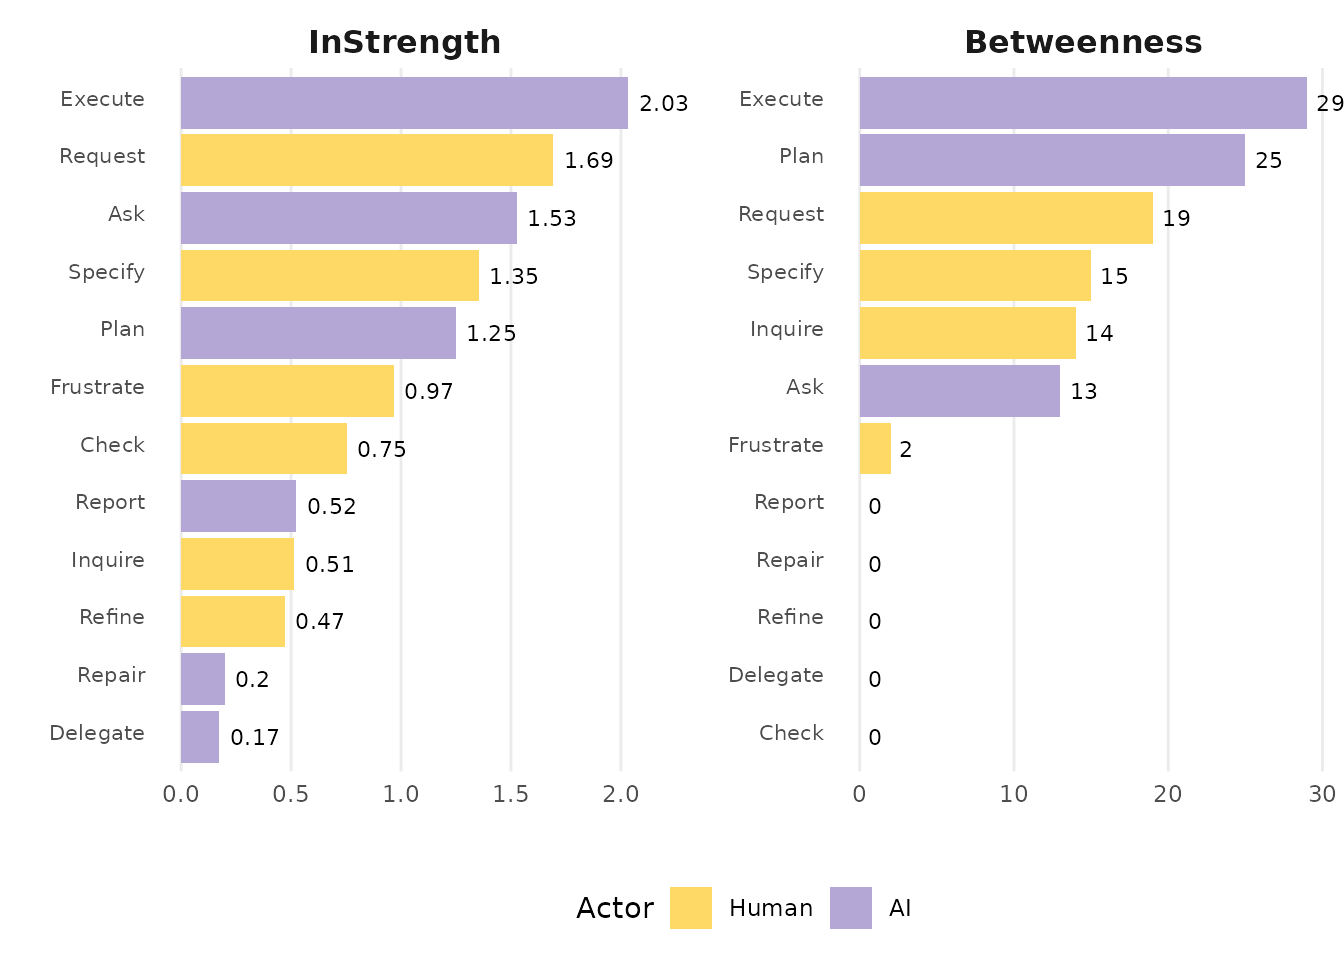 InStrength
Execute 2.03
Request 1.69
Ask 1.53
Specify 1.35
Plan 1.25
Frustrate 0.97
Check 0.75
Report 0.52
Inquire 0.51
Refine 0.47
Repair 0.2
Delegate 0.17
0.0 0.5 1.0 1.5 2.0
Betweenness
Execute 29
Plan 25
Request 19
Specify 15
Inquire 14
Ask 13
Frustrate 2
Report 0
Repair 0
Refine 0
Delegate 0
Check 0
0 10 20 30
Actor Human AI